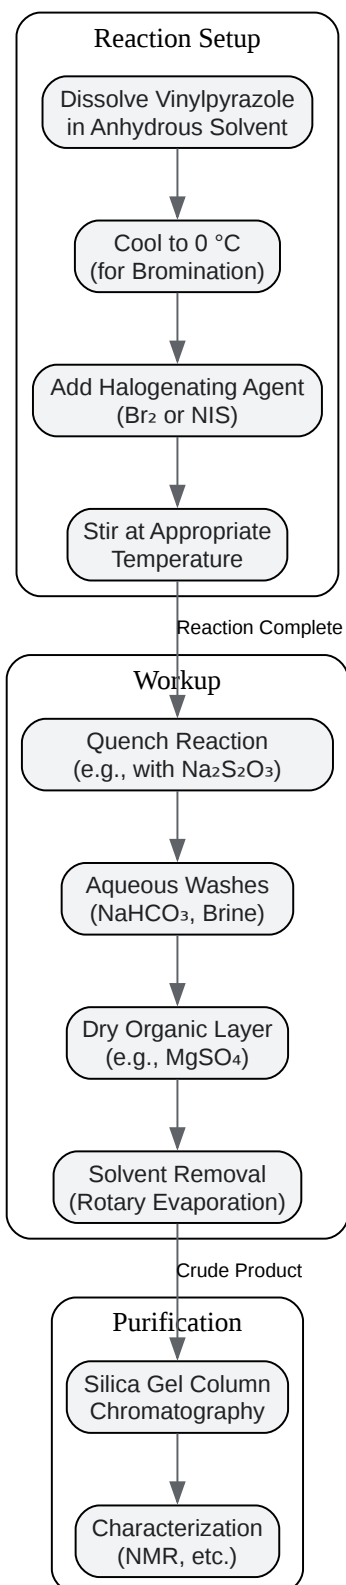 Reaction Setup
Dissolve Vinylpyrazole
in Anhydrous Solvent
Cool to 0 °C
(for Bromination)
Add Halogenating Agent
(Br₂ or NIS)
Stir at Appropriate
Temperature
Reaction Complete
Workup
Quench Reaction
(e.g., with Na₂S₂O₃)
Aqueous Washes
(NaHCO₃, Brine)
Dry Organic Layer
(e.g., MgSO₄)
Solvent Removal
(Rotary Evaporation)
Crude Product
Purification
Silica Gel Column
Chromatography
Characterization
(NMR, etc.)